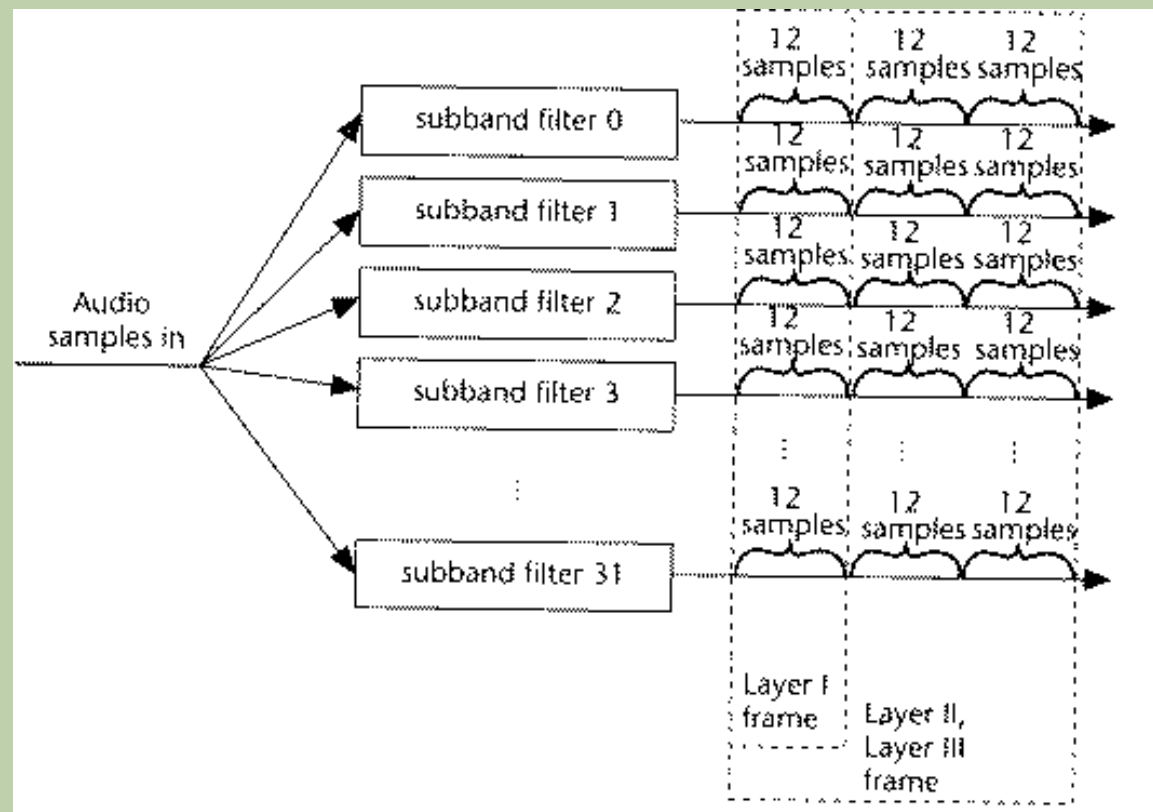 12 12 12
samples samples samples
subband filter 0
12 12 12
samples samples samples
subband filter 1
12 12 12
samples samples samples
subband filter 2
12 12 12
samples samples samples
subband filter 3
Audio
samples in
12 12 12
samples samples samples
subband filter 31
Layer I
frame
Layer II,
Layer III
frame